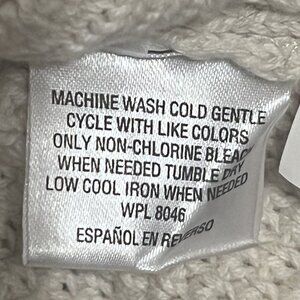 MACHINE WASH COLD GENTLE
CYCLE WITH LIKE COLORS
ONLY NON-CHLORINE BLEACH
WHEN NEEDED TUMBLE DRY
LOW COOL IRON WHEN NEEDED
WPL 8046
ESPAÑOL EN REVERSO